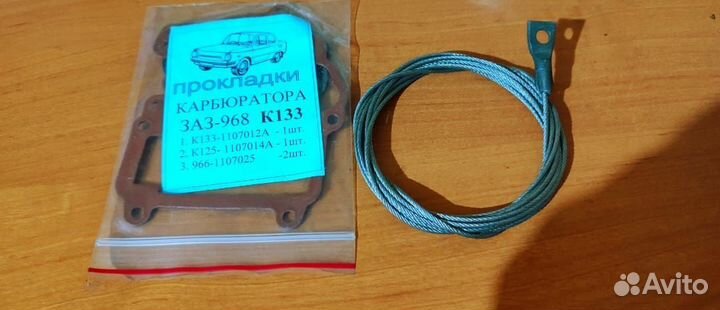 прокладки
КАРБЮРАТОРА
ЗАЗ-968 К133
1. К133-1107012А - 1шт.
2. К125- 1107014А - 1шт.
3. 966-1107025 -2шт.
Avito